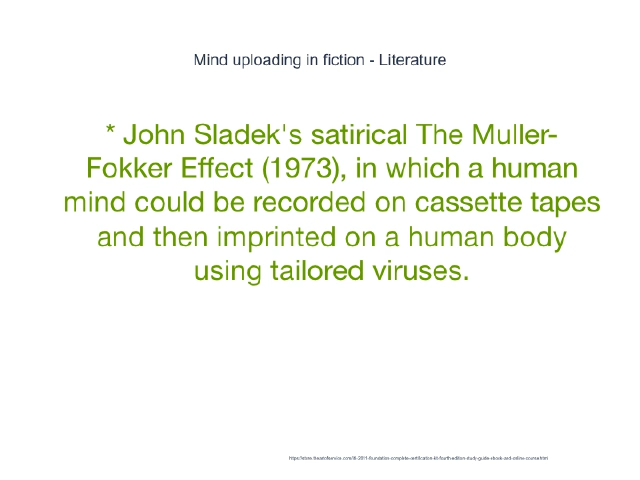 Mind uploading in fiction - Literature
* John Sladek's satirical The Muller-
Fokker Effect (1973), in which a human
mind could be recorded on cassette tapes
and then imprinted on a human body
using tailored viruses.